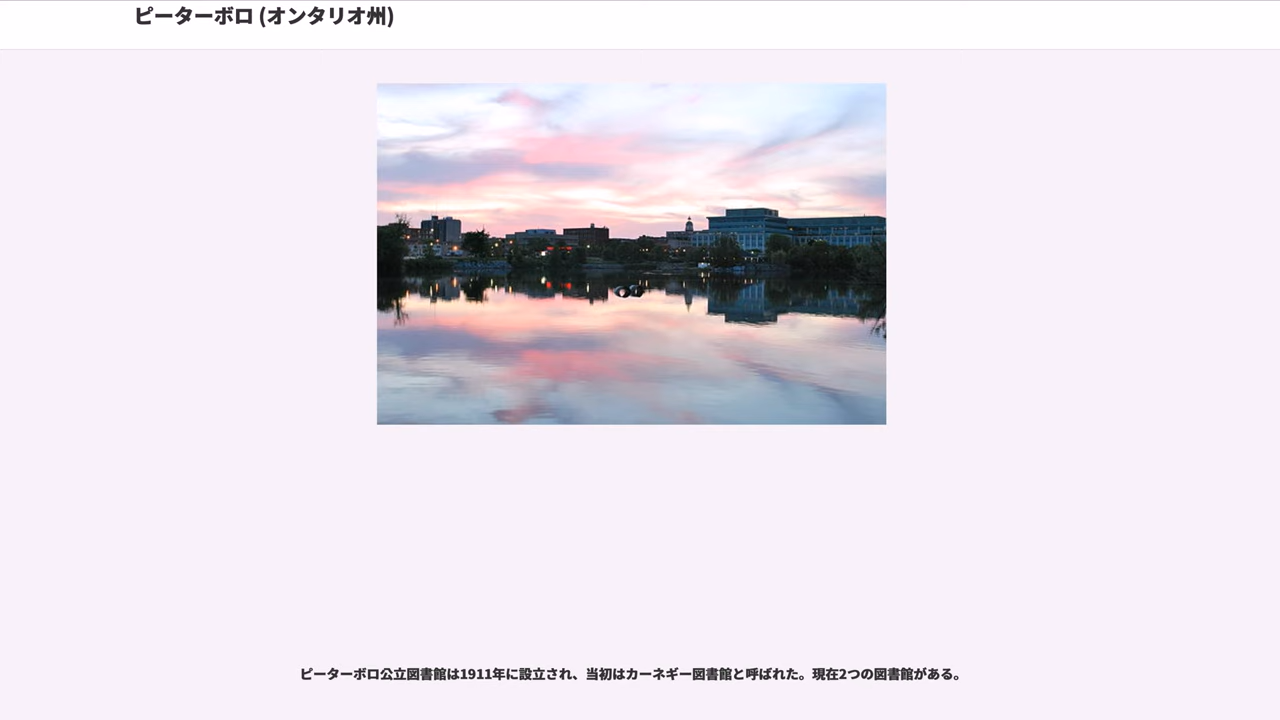 ピーターボロ (オンタリオ州)
ピーターボロ公立図書館は1911年に設立され、当初はカーネギー図書館と呼ばれた。現在2つの図書館がある。